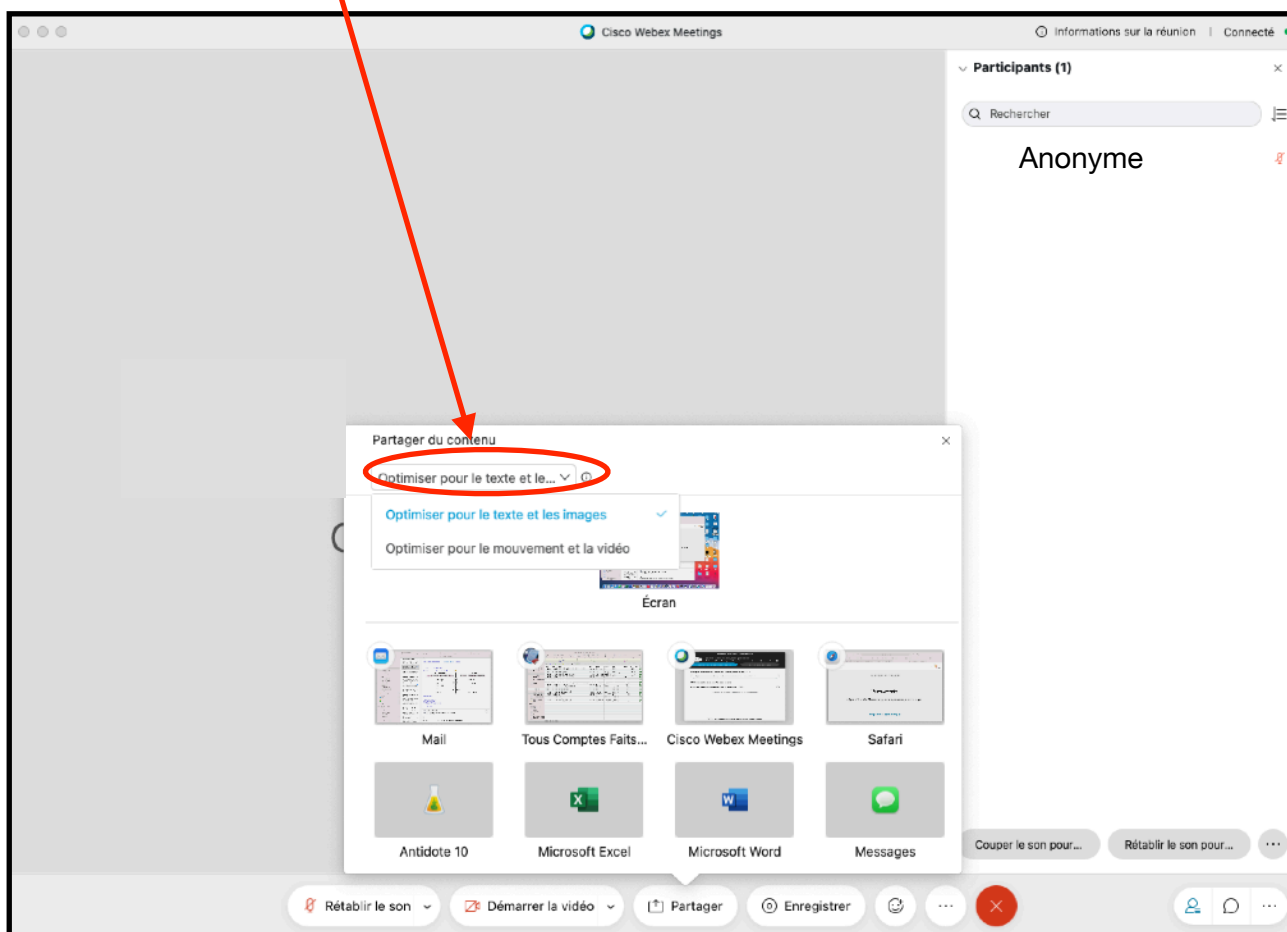 Cisco Webex Meetings
Informations sur la réunion | Connecté
Participants (1)
Rechercher
Anonyme
Partager du contenu
Optimiser pour le texte et le...
Optimiser pour le texte et les images
Optimiser pour le mouvement et la vidéo
Écran
Mail
Tous Comptes Faits...
Cisco Webex Meetings
Safari
Antidote 10
Microsoft Excel
Microsoft Word
Messages
Couper le son pour...
Rétablir le son pour...
Rétablir le son
Démarrer la vidéo
Partager
Enregistrer